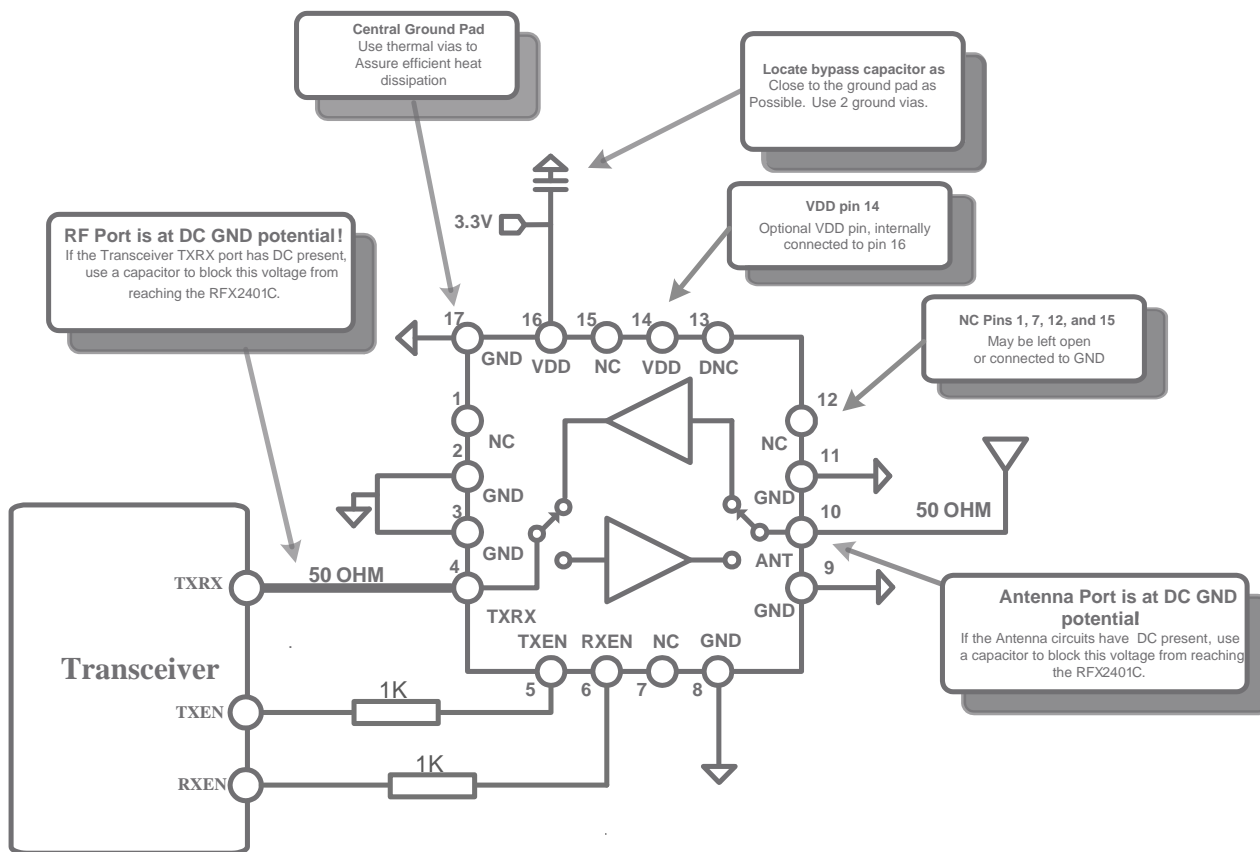 Central Ground Pad
Use thermal vias to
Assure efficient heat
dissipation
Locate bypass capacitor as
Close to the ground pad as
Possible. Use 2 ground vias.
RF Port is at DC GND potential!
If the Transceiver TXRX port has DC present,
use a capacitor to block this voltage from
reaching the RFX2401C.
VDD pin 14
Optional VDD pin, internally
connected to pin 16
NC Pins 1, 7, 12, and 15
May be left open
or connected to GND
3.3V
17 16 15 14 13
GND VDD NC VDD DNC
1
NC
2
GND
3
GND
4
TXRX
12
NC
11
GND
10
ANT
9
GND
50 OHM
50 OHM
TXEN RXEN NC GND
5 6 7 8
Antenna Port is at DC GND
potential
If the Antenna circuits have DC present, use
a capacitor to block this voltage from reaching
the RFX2401C.
TXRX
Transceiver
TXEN
1K
RXEN
1K